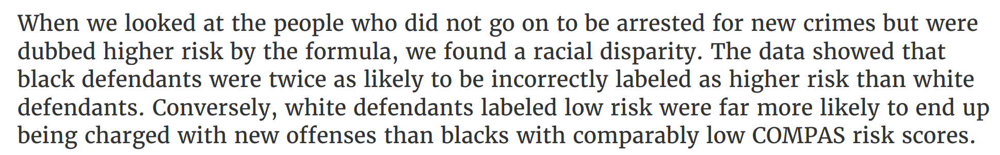 When we looked at the people who did not go on to be arrested for new crimes but were
dubbed higher risk by the formula, we found a racial disparity. The data showed that
black defendants were twice as likely to be incorrectly labeled as higher risk than white
defendants. Conversely, white defendants labeled low risk were far more likely to end up
being charged with new offenses than blacks with comparably low COMPAS risk scores.